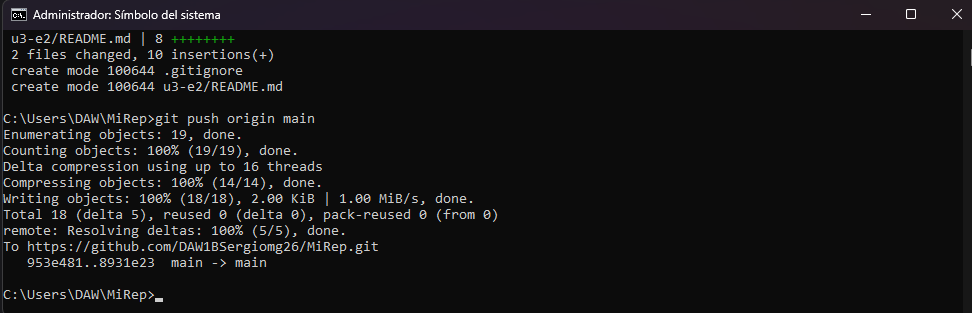 Administrador: Símbolo del sistema
u3-e2/README.md | 8 ++++++++
2 files changed, 10 insertions(+)
create mode 100644 .gitignore
create mode 100644 u3-e2/README.md
C:\Users\DAW\MiRep>git push origin main
Enumerating objects: 19, done.
Counting objects: 100% (19/19), done.
Delta compression using up to 16 threads
Compressing objects: 100% (14/14), done.
Writing objects: 100% (18/18), 2.00 KiB | 1.00 MiB/s, done.
Total 18 (delta 5), reused 0 (delta 0), pack-reused 0 (from 0)
remote: Resolving deltas: 100% (5/5), done.
To https://github.com/DAW1BSergiomg26/MiRep.git
953e481..8931e23  main -> main
C:\Users\DAW\MiRep>